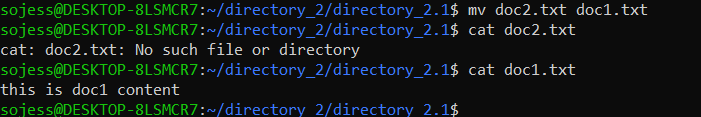 sojess@DESKTOP-8LSMCR7:~/directory_2/directory_2.1$ mv doc2.txt doc1.txt
sojess@DESKTOP-8LSMCR7:~/directory_2/directory_2.1$ cat doc2.txt
cat: doc2.txt: No such file or directory
sojess@DESKTOP-8LSMCR7:~/directory_2/directory_2.1$ cat doc1.txt
this is doc1 content
sojess@DESKTOP-8LSMCR7:~/directory_2/directory_2.1$